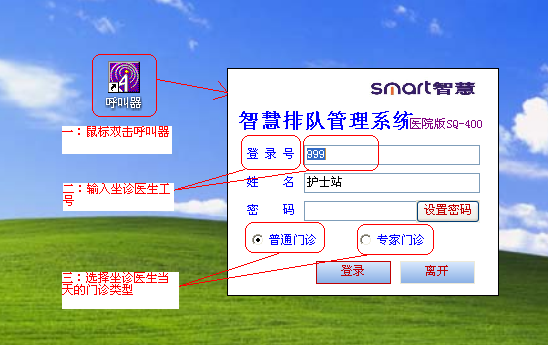 smart智慧
智慧排队管理系统医院版SQ-400
呼叫器
一：鼠标双击呼叫器
登 录 号
999
二：输入坐诊医生工
号
姓 名
护士站
密 码
设置密码
普通门诊
专家门诊
三：选择坐诊医生当
天的门诊类型
登录
离开